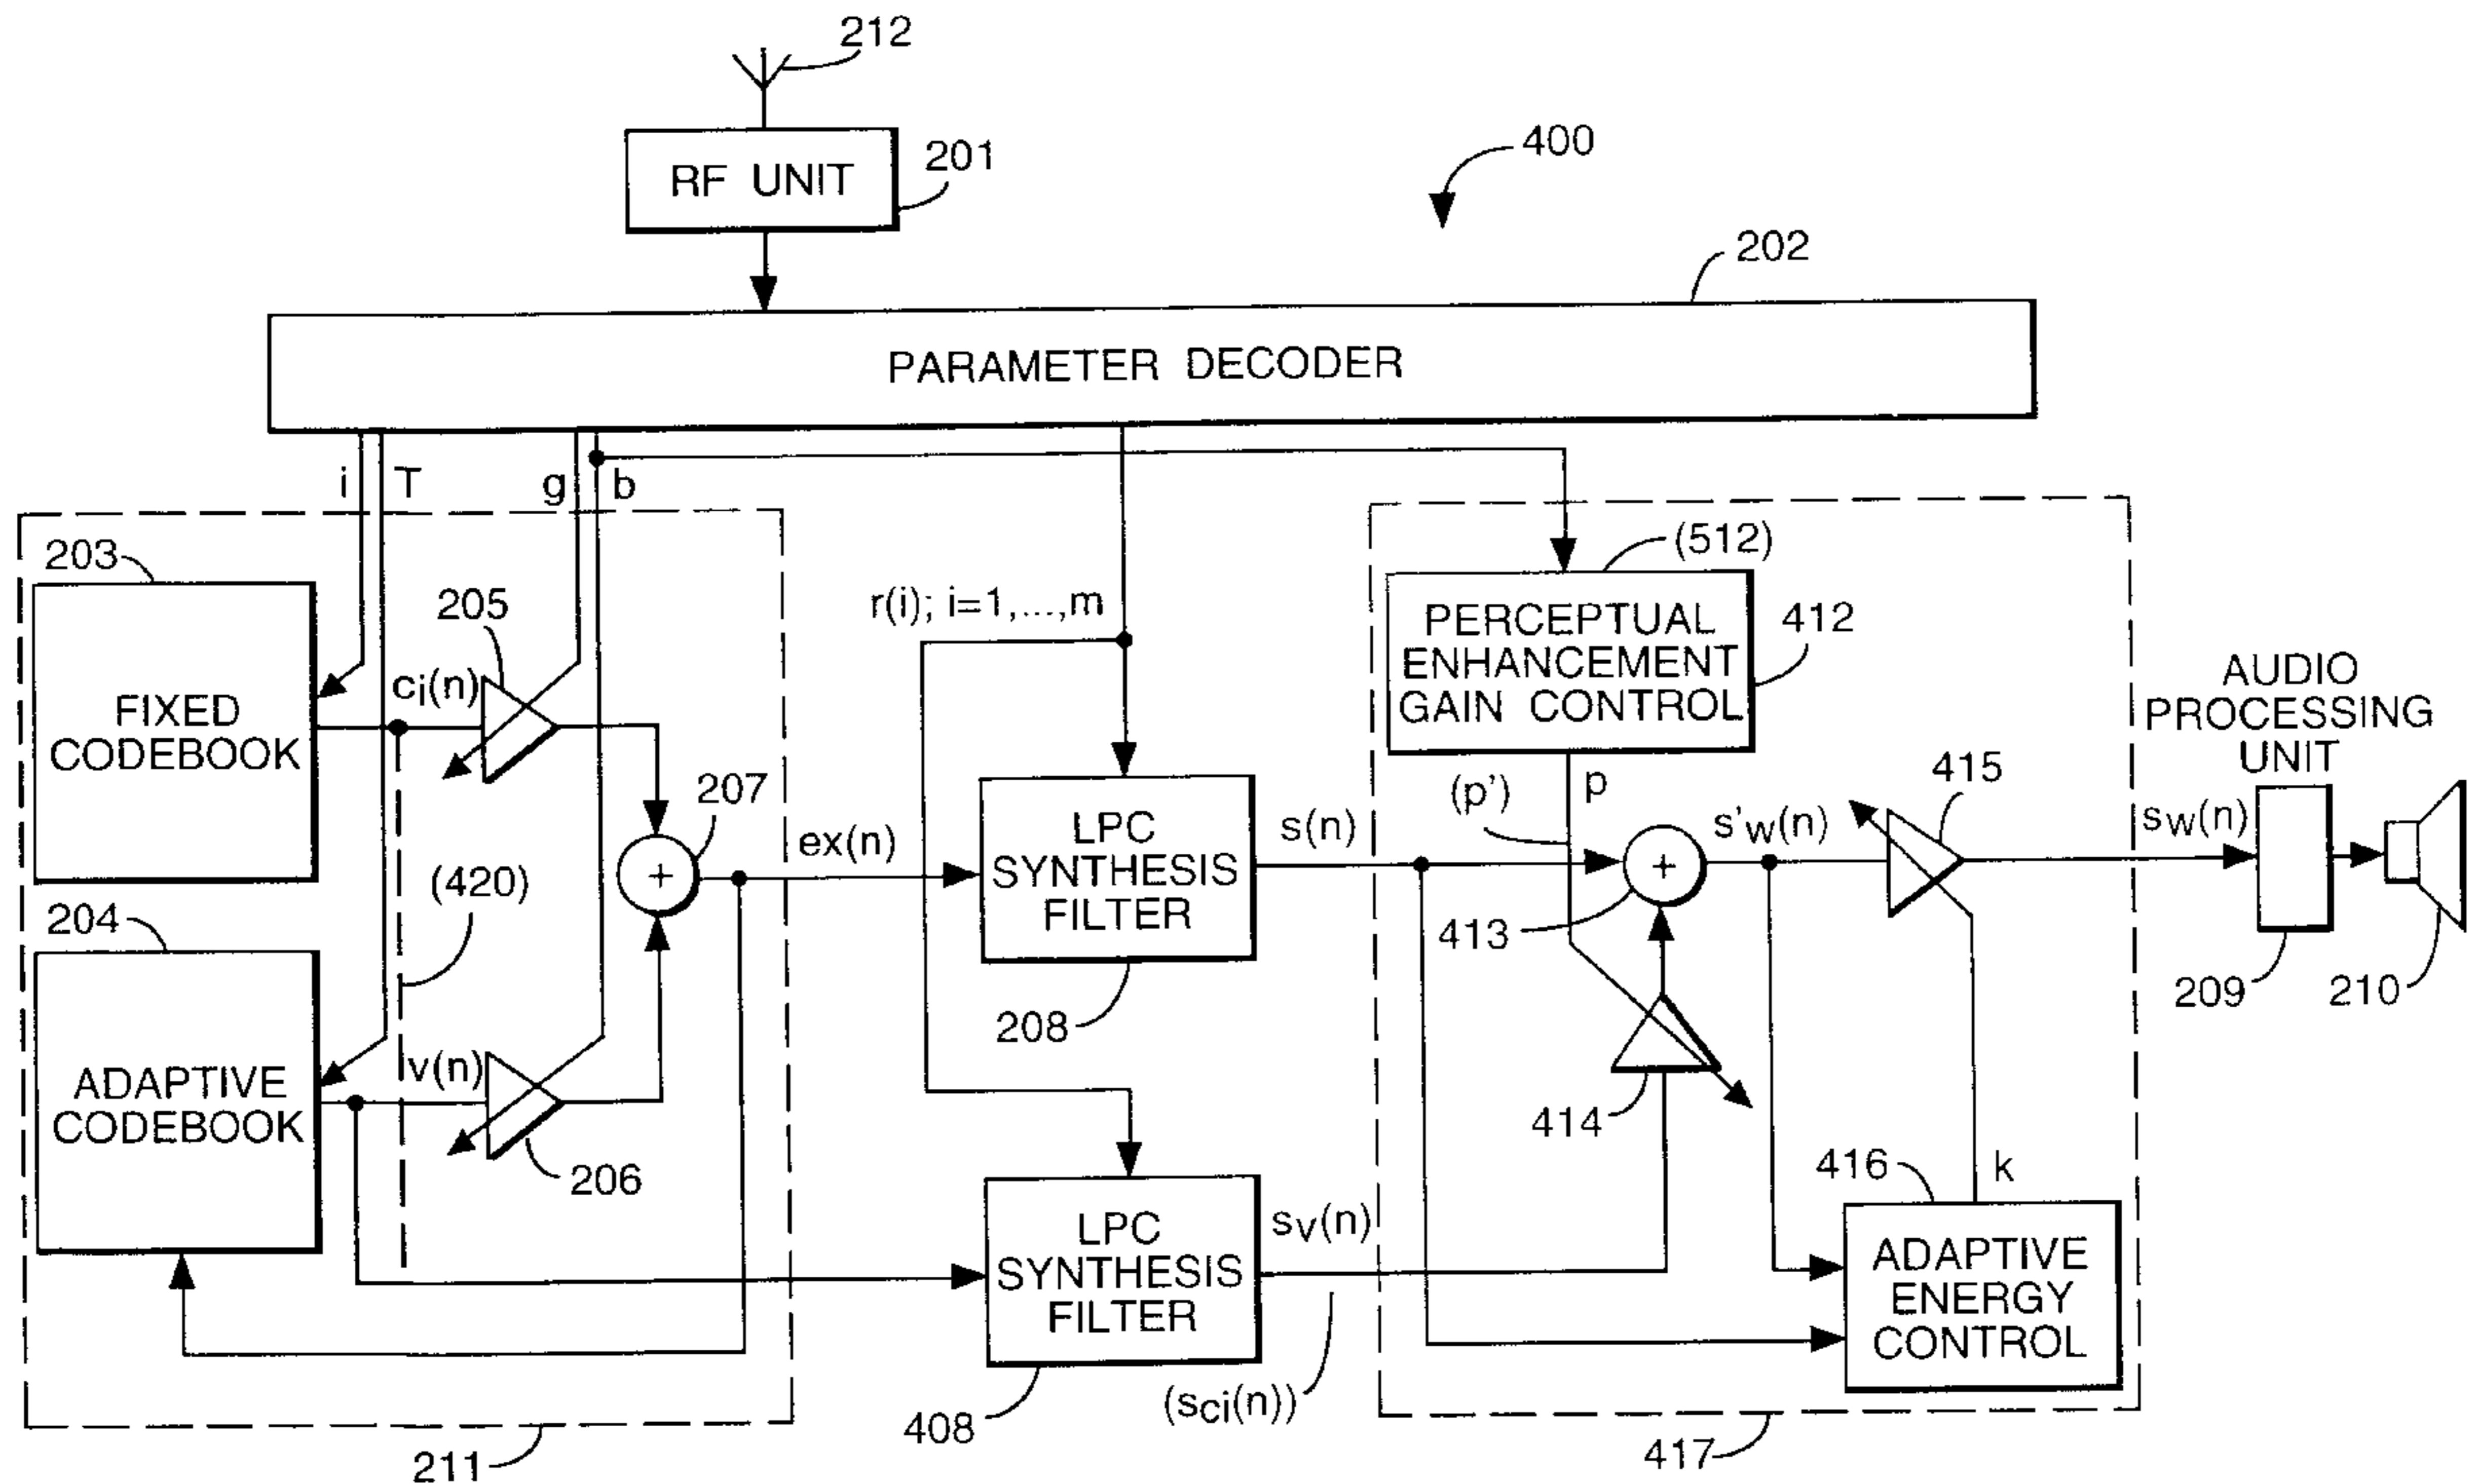 212
RF UNIT
201
400
202
PARAMETER DECODER
i
T
g
b
203
205
FIXED
CODEBOOK
ci(n)
207
ex(n)
(420)
204
ADAPTIVE
CODEBOOK
v(n)
206
211
r(i); i=1,...,m
LPC
SYNTHESIS
FILTER
208
s(n)
LPC
SYNTHESIS
FILTER
408
sv(n)
(sci(n))
(512)
PERCEPTUAL
ENHANCEMENT
GAIN CONTROL
412
(p')
p
413
s'w(n)
415
414
416
k
ADAPTIVE
ENERGY
CONTROL
417
AUDIO
PROCESSING
UNIT
sw(n)
209
210
+
+